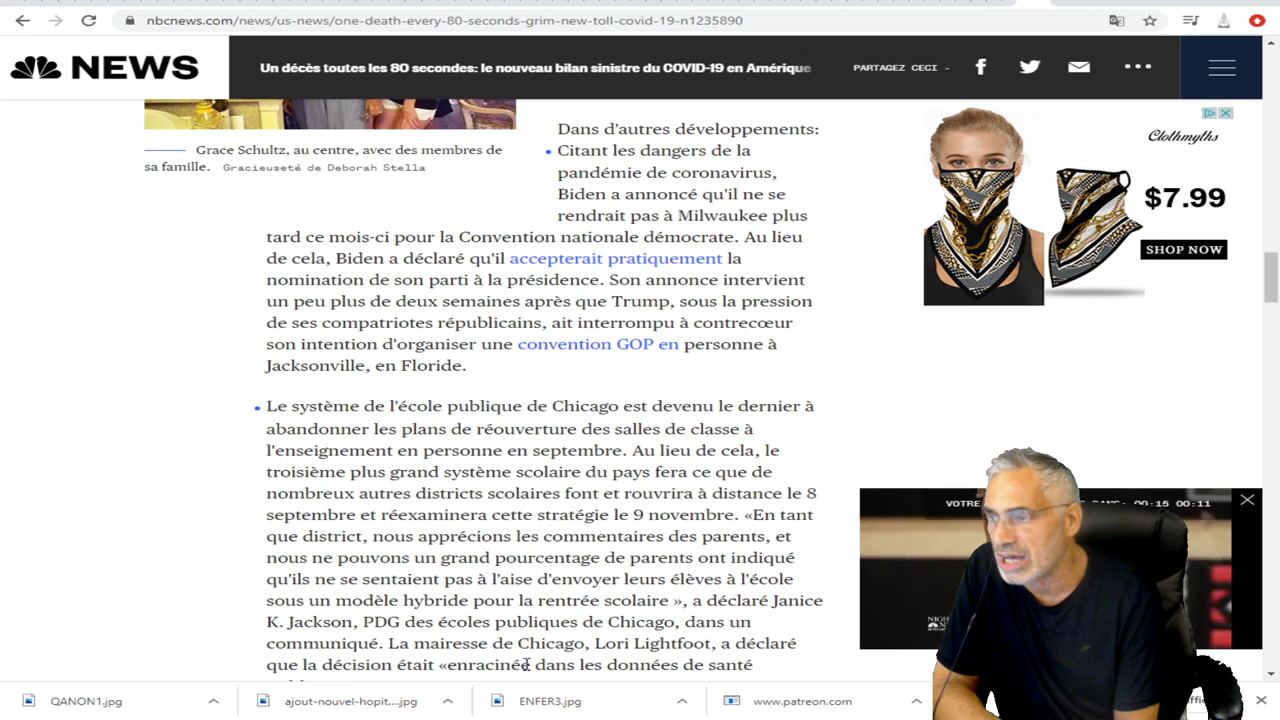 nbcnews.com/news/us-news/one-death-every-80-seconds-grim-new-toll-covid-19-n1235890
NEWS
Un décès toutes les 80 secondes: le nouveau bilan sinistre du COVID-19 en Amérique
PARTAGEZ CECI -
Grace Schultz, au centre, avec des membres de
sa famille. Gracieuseté de Deborah Stella
Dans d'autres développements:
Citant les dangers de la
pandémie de coronavirus,
Biden a annoncé qu'il ne se
rendrait pas à Milwaukee plus
tard ce mois-ci pour la Convention nationale démocrate. Au lieu
de cela, Biden a déclaré qu'il accepterait pratiquement la
nomination de son parti à la présidence. Son annonce intervient
un peu plus de deux semaines après que Trump, sous la pression
de ses compatriotes républicains, ait interrompu à contrecœur
son intention d'organiser une convention GOP en personne à
Jacksonville, en Floride.
Le système de l'école publique de Chicago est devenu le dernier à
abandonner les plans de réouverture des salles de classe à
l'enseignement en personne en septembre. Au lieu de cela, le
troisième plus grand système scolaire du pays fera ce que de
nombreux autres districts scolaires font et rouvrira à distance le 8
septembre et réexaminera cette stratégie le 9 novembre. «En tant
que district, nous apprécions les commentaires des parents, et
nous ne pouvons un grand pourcentage de parents ont indiqué
qu'ils ne se sentaient pas à l'aise d'envoyer leurs élèves à l'école
sous un modèle hybride pour la rentrée scolaire », a déclaré Janice
K. Jackson, PDG des écoles publiques de Chicago, dans un
communiqué. La mairesse de Chicago, Lori Lightfoot, a déclaré
que la décision était «enracinée dans les données de santé
Clothmyths
$7.99
SHOP NOW
VOTRE
00:15 00:11
QANON1.jpg
ajout-nouvel-hopit....jpg
ENFER3.jpg
www.patreon.com